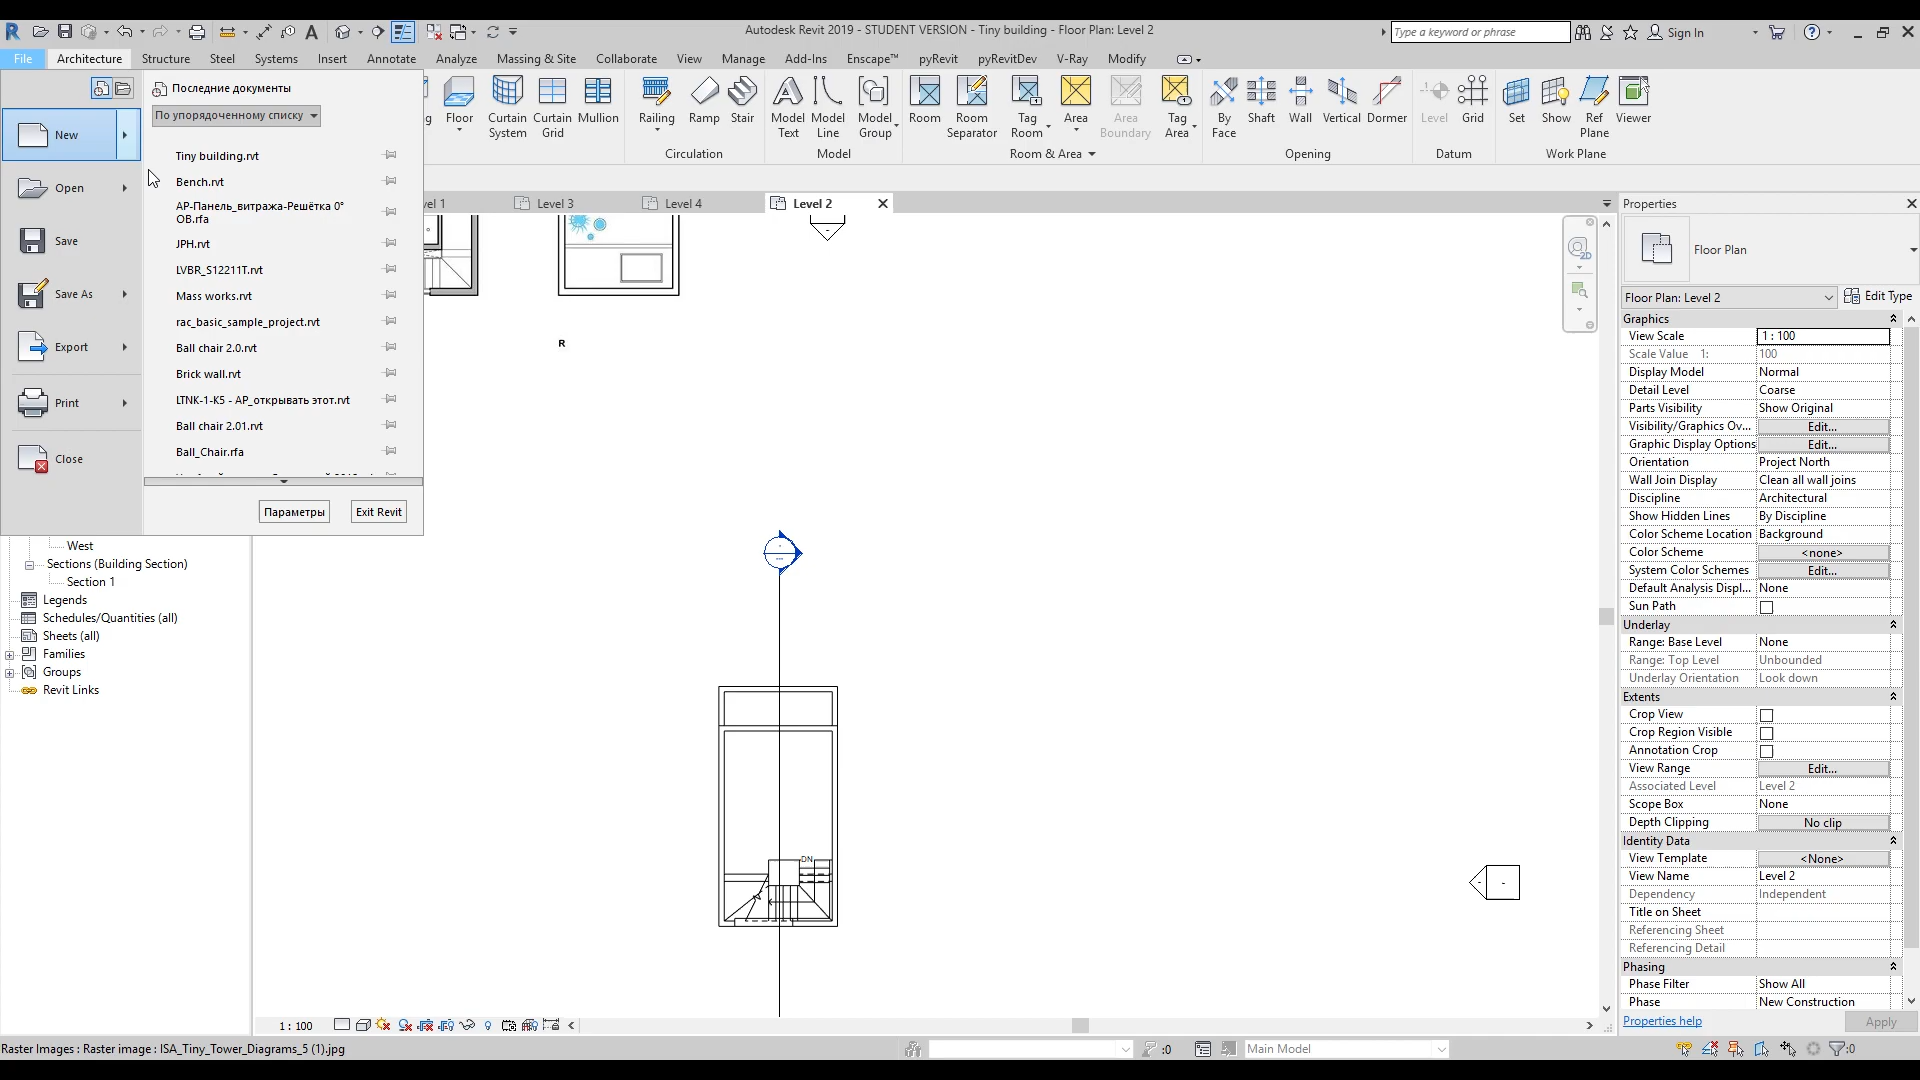 Autodesk Revit 2019 - STUDENT VERSION - Tiny building - Floor Plan: Level 2
Type a keyword or phrase
Sign In
File
Architecture
Structure
Steel
Systems
Insert
Annotate
Analyze
Massing & Site
Collaborate
View
Manage
Add-Ins
Enscape™
pyRevit
pyRevitDev
V-Ray
Modify
Floor
Curtain System
Curtain Grid
Mullion
Railing
Ramp
Stair
Model Text
Model Line
Model Group
Room
Room Separator
Tag Room
Area
Area Boundary
Tag Area
By Face
Shaft
Wall
Vertical
Dormer
Level
Grid
Set
Show
Ref Plane
Viewer
Circulation
Model
Room & Area
Opening
Datum
Work Plane
Последние документы
По упорядоченному списку
New
Open
Save
Save As
Export
Print
Close
Tiny building.rvt
Bench.rvt
АР-Панель_витража-Решётка 0°
ОВ.rfa
JPH.rvt
LVBR_S12211T.rvt
Mass works.rvt
rac_basic_sample_project.rvt
Ball chair 2.0.rvt
Brick wall.rvt
LTNK-1-K5 - АР_открывать этот.rvt
Ball chair 2.01.rvt
Ball_Chair.rfa
Параметры
Exit Revit
Level 3
Level 4
Level 2
R
DN
West
Sections (Building Section)
Section 1
Legends
Schedules/Quantities (all)
Sheets (all)
Families
Groups
Revit Links
Properties
Floor Plan
Floor Plan: Level 2
Edit Type
Graphics
View Scale 1 : 100
Scale Value 1: 100
Display Model Normal
Detail Level Coarse
Parts Visibility Show Original
Visibility/Graphics Ov... Edit...
Graphic Display Options Edit...
Orientation Project North
Wall Join Display Clean all wall joins
Discipline Architectural
Show Hidden Lines By Discipline
Color Scheme Location Background
Color Scheme <none>
System Color Schemes Edit...
Default Analysis Displ... None
Sun Path
Underlay
Range: Base Level None
Range: Top Level Unbounded
Underlay Orientation Look down
Extents
Crop View
Crop Region Visible
Annotation Crop
View Range Edit...
Associated Level Level 2
Scope Box None
Depth Clipping No clip
Identity Data
View Template <None>
View Name Level 2
Dependency Independent
Title on Sheet
Referencing Sheet
Referencing Detail
Phasing
Phase Filter Show All
Phase New Construction
Properties help
Apply
1 : 100
Raster Images : Raster image : ISA_Tiny_Tower_Diagrams_5 (1).jpg
:0
Main Model
:0